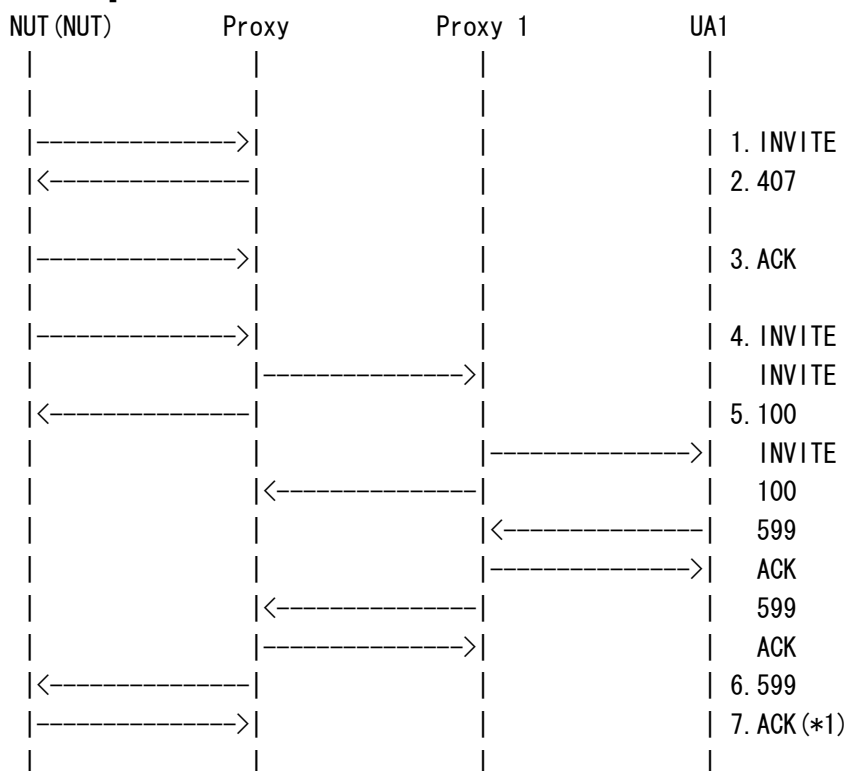 NUT(NUT) Proxy Proxy 1 UA1
| | | |
| | | |
|--------------->| | | 1. INVITE
|<---------------| | | 2. 407
| | | |
|--------------->| | | 3. ACK
| | | |
|--------------->| | | 4. INVITE
| |--------------->| | INVITE
|<---------------| | | 5. 100
| | |--------------->| INVITE
| |<---------------| | 100
| | |<---------------| 599
| | |--------------->| ACK
| |<---------------| | 599
| |--------------->| | ACK
|<---------------| | | 6. 599
|--------------->| | | 7. ACK(*1)
| | | |